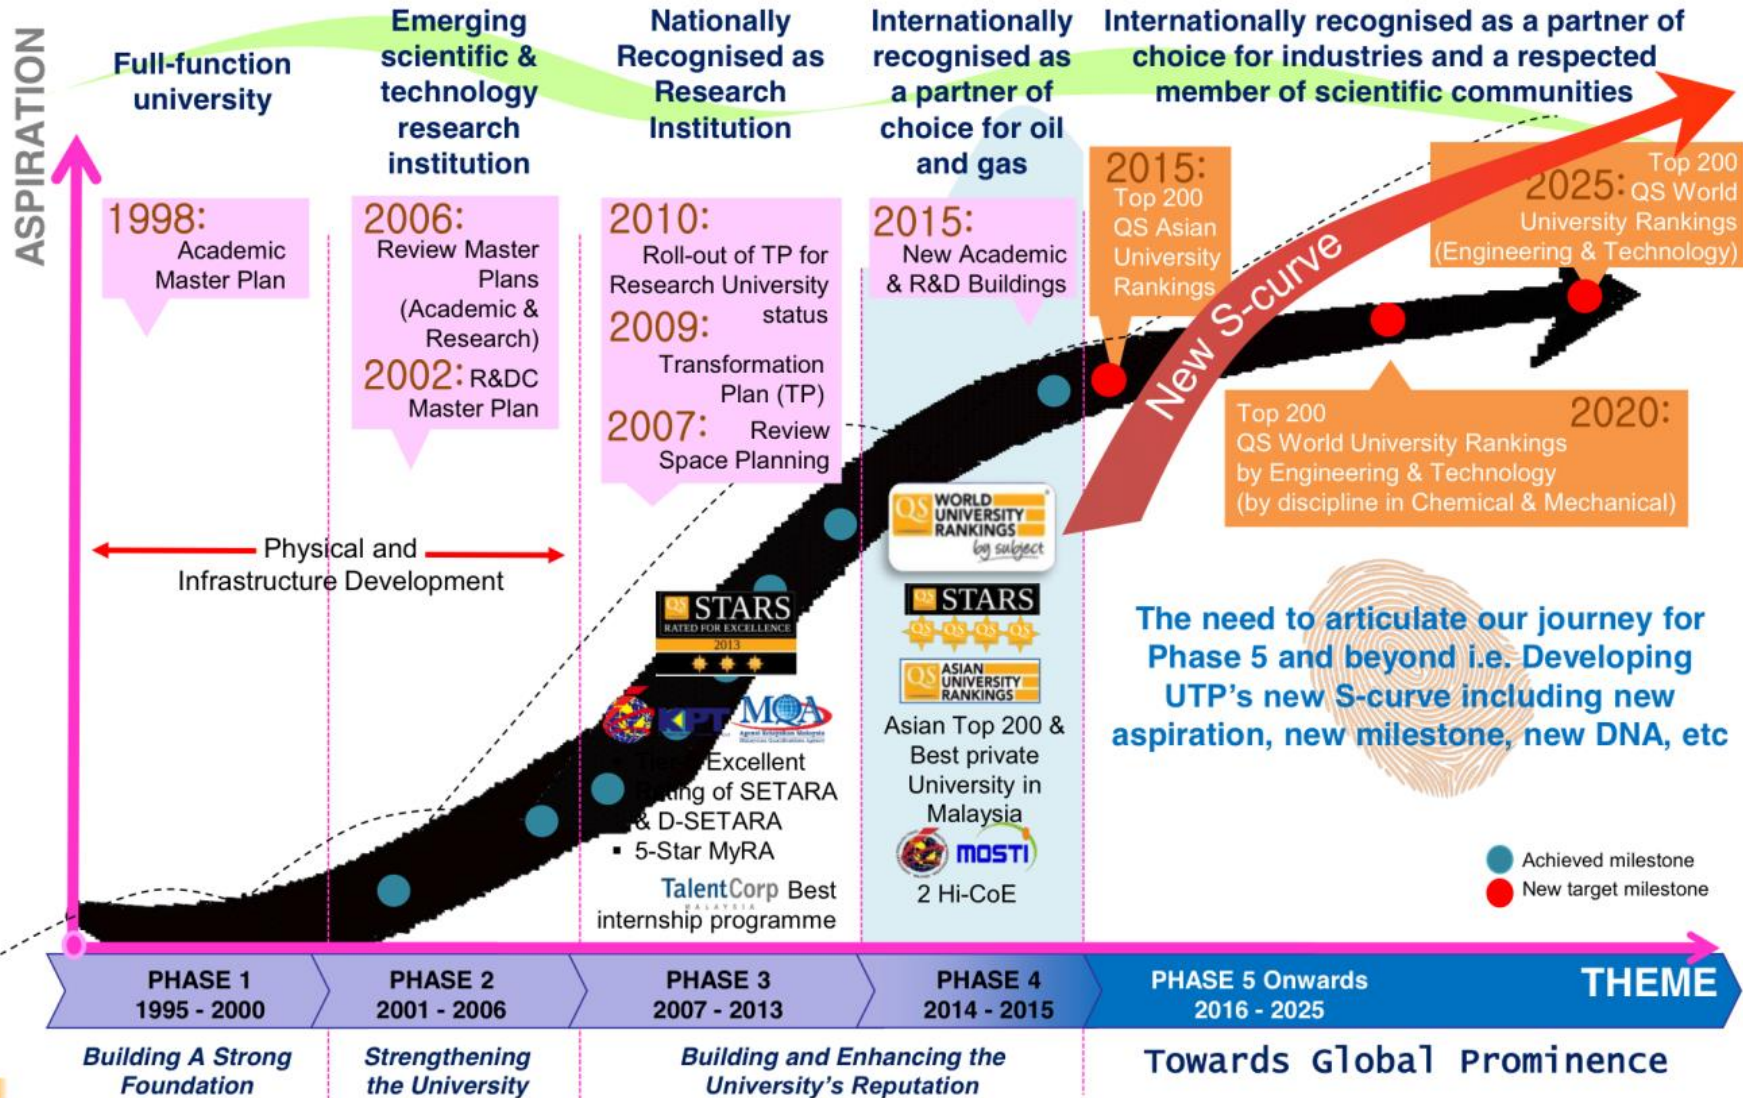 ASPIRATION
Full-function
university
Emerging
scientific &
technology
research
institution
Nationally
Recognised as
Research
Institution
Internationally
recognised as
a partner of
choice for oil
and gas
Internationally recognised as a partner of
choice for industries and a respected
member of scientific communities
1998:
Academic
Master Plan
2006:
Review Master
Plans
(Academic &
Research)
2002: R&DC
Master Plan
2010:
Roll-out of TP for
Research University
status
2009:
Transformation
Plan (TP)
2007: Review
Space Planning
2015:
New Academic
& R&D Buildings
2015:
Top 200
QS Asian
University
Rankings
Top 200
2025: QS World
University Rankings
(Engineering & Technology)
New S-curve
Top 200 2020:
QS World University Rankings
by Engineering & Technology
(by discipline in Chemical & Mechanical)
Physical and
Infrastructure Development
QS STARS
RATED FOR EXCELLENCE
2013
KPT
MQA
Excellent
of SETARA
& D-SETARA
▪ 5-Star MyRA
TalentCorp Best
MALAYSIA
internship programme
QS WORLD
UNIVERSITY
RANKINGS
by subject
QS STARS
QS QS QS QS
QS ASIAN
UNIVERSITY
RANKINGS
Asian Top 200 &
Best private
University in
Malaysia
MOSTI
2 Hi-CoE
The need to articulate our journey for
Phase 5 and beyond i.e. Developing
UTP's new S-curve including new
aspiration, new milestone, new DNA, etc
Achieved milestone
New target milestone
PHASE 1
1995 - 2000
PHASE 2
2001 - 2006
PHASE 3
2007 - 2013
PHASE 4
2014 - 2015
PHASE 5 Onwards
2016 - 2025
THEME
Building A Strong
Foundation
Strengthening
the University
Building and Enhancing the
University's Reputation
Towards Global Prominence